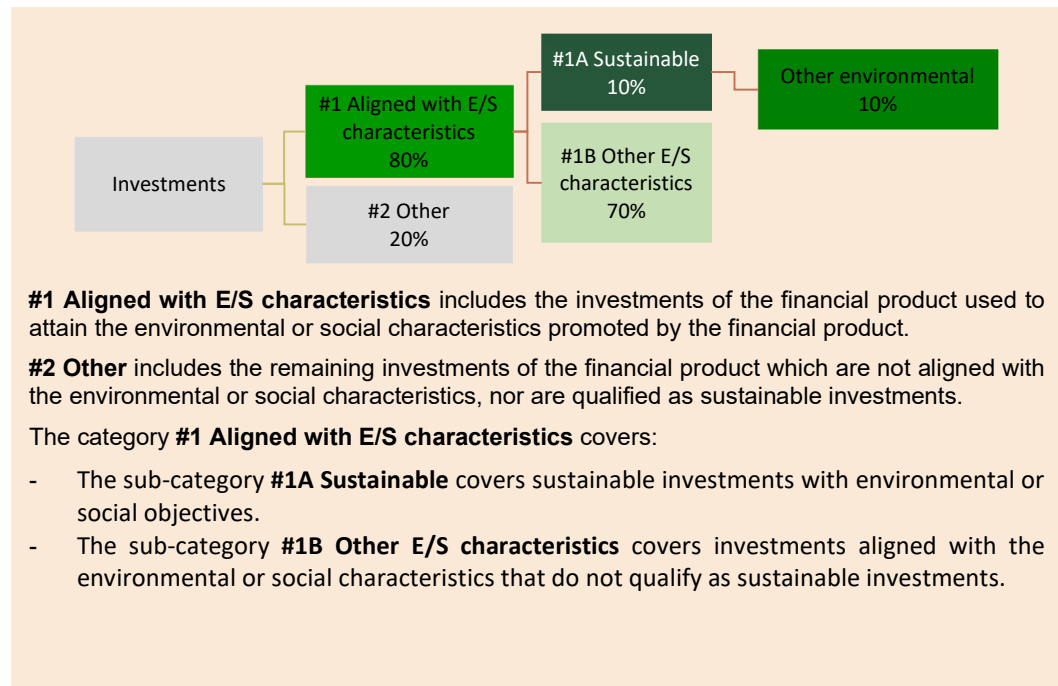 #1A Sustainable
10%
Other environmental
10%
#1 Aligned with E/S
characteristics
80%
#1B Other E/S
characteristics
70%
Investments
#2 Other
20%
#1 Aligned with E/S characteristics includes the investments of the financial product used to
attain the environmental or social characteristics promoted by the financial product.
#2 Other includes the remaining investments of the financial product which are not aligned with
the environmental or social characteristics, nor are qualified as sustainable investments.
The category #1 Aligned with E/S characteristics covers:
- The sub-category #1A Sustainable covers sustainable investments with environmental or
social objectives.
- The sub-category #1B Other E/S characteristics covers investments aligned with the
environmental or social characteristics that do not qualify as sustainable investments.